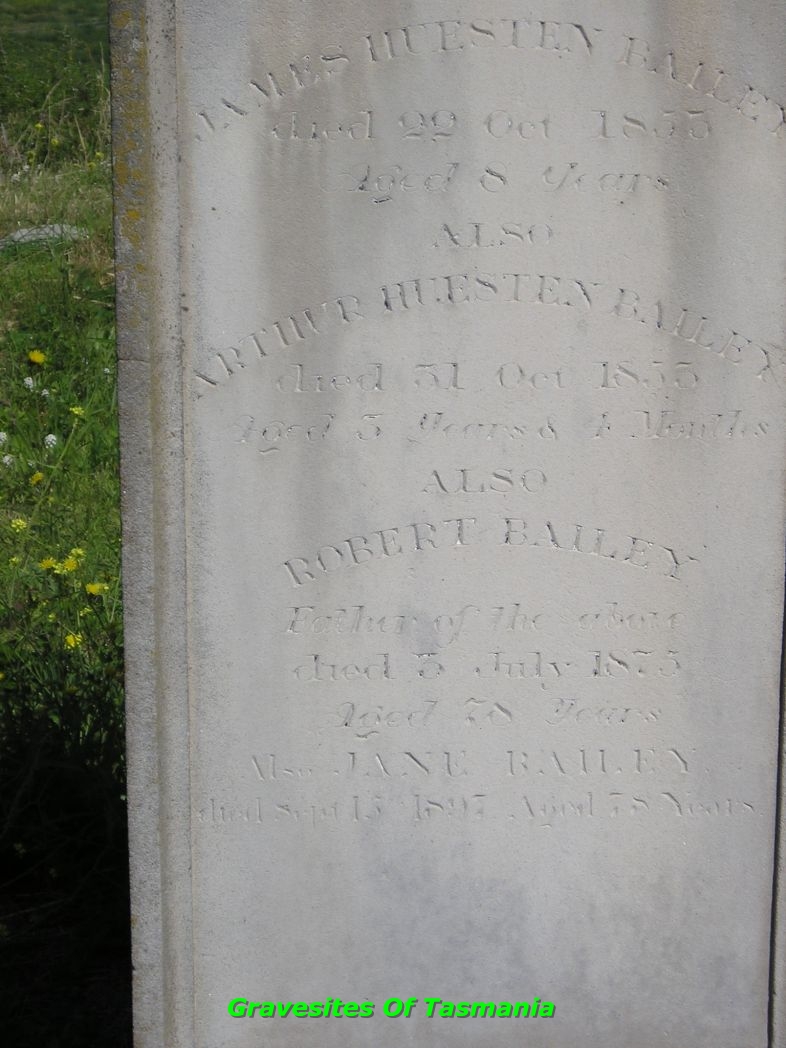 JAMES HUESTEN BAILEY
died 22 Oct 1855
Aged 8 Years
ALSO
ARTHUR HUESTEN BAILEY
died 31 Oct 1855
Aged 3 Years & 4 Months
ALSO
ROBERT BAILEY
Father of the above
died 3 July 1875
Aged 78 Years
Also JANE BAILEY
died Sept 15 1897 Aged 78 Years
Gravesites Of Tasmania